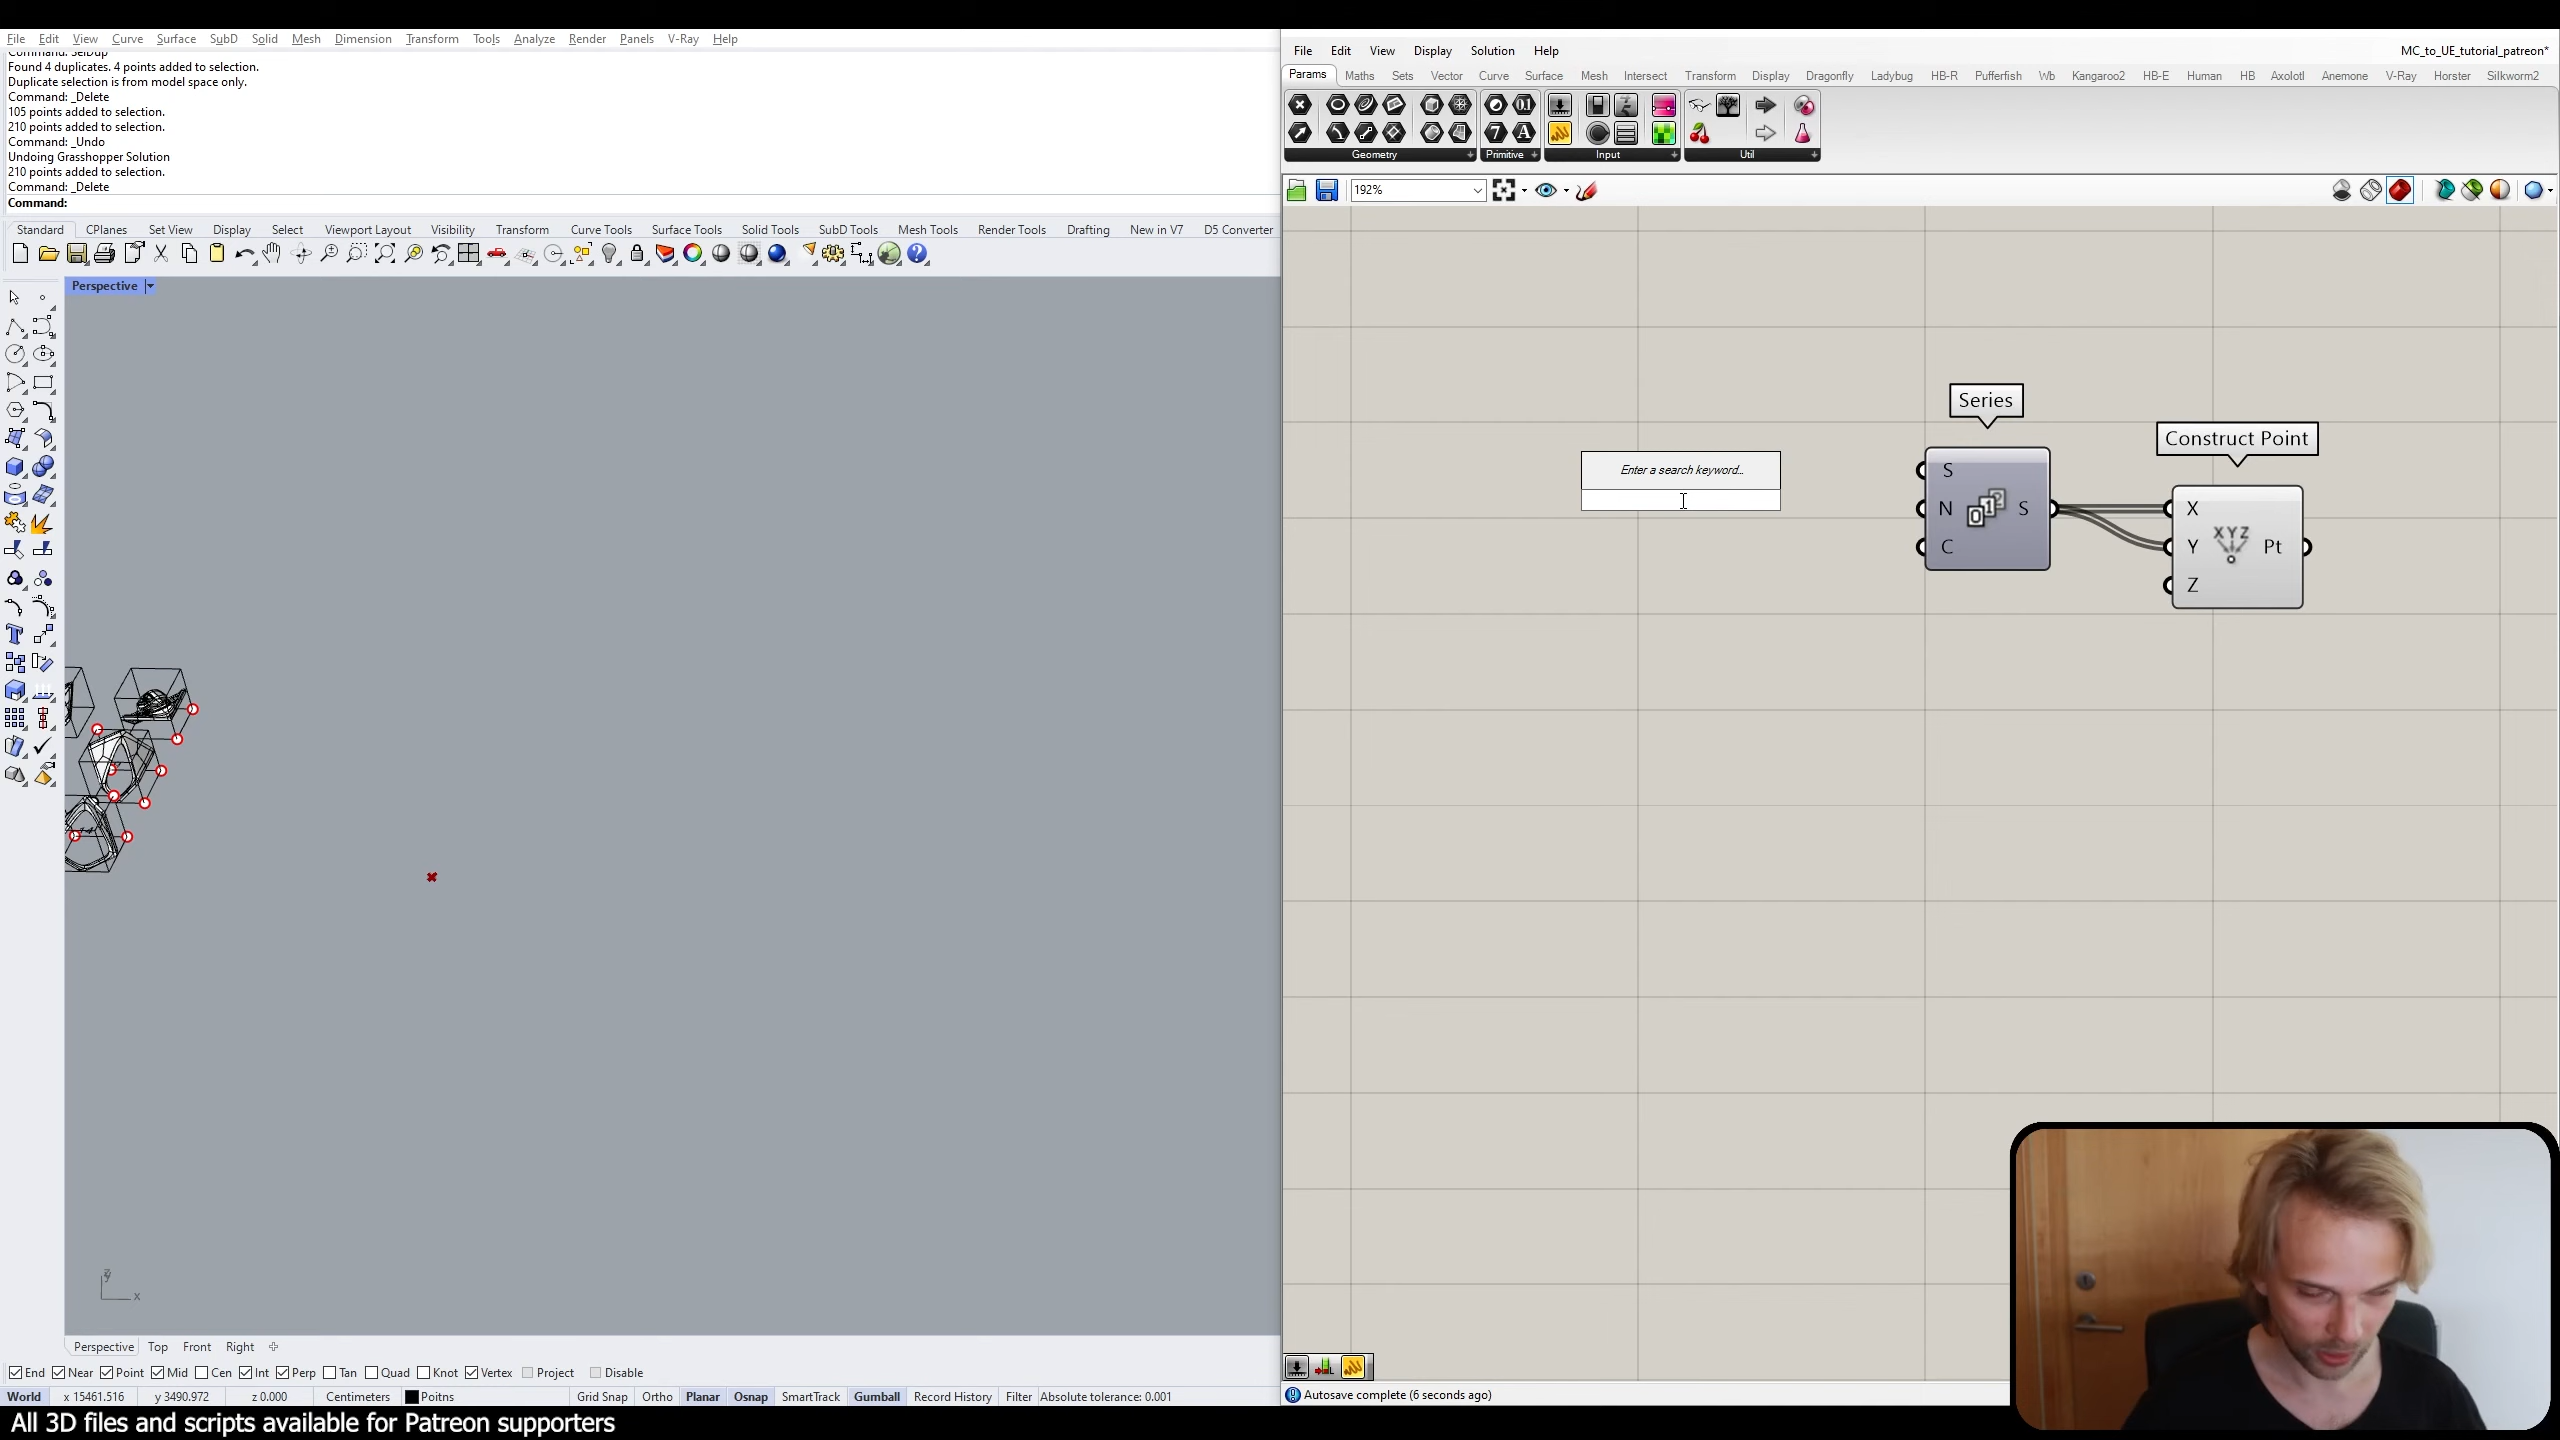 File Edit View Curve Surface SubD Solid Mesh Dimension Transform Tools Analyze Render Panels V-Ray Help
Command: SelDup
Found 4 duplicates. 4 points added to selection.
Duplicate selection is from model space only.
Command: _Delete
105 points added to selection.
210 points added to selection.
Command: _Undo
Undoing Grasshopper Solution
210 points added to selection.
Command: _Delete
Command:
Standard CPlanes Set View Display Select Viewport Layout Visibility Transform Curve Tools Surface Tools Solid Tools SubD Tools Mesh Tools Render Tools Drafting New in V7 D5 Converter
Perspective
x
Perspective Top Front Right
End Near Point Mid Cen Int Perp Tan Quad Knot Vertex Project Disable
World x 15461.516 y 3490.972 z 0.000 Centimeters Poitns Grid Snap Ortho Planar Osnap SmartTrack Gumball Record History Filter Absolute tolerance: 0.001
All 3D files and scripts available for Patreon supporters
File Edit View Display Solution Help
MC_to_UE_tutorial_patreon*
Params Maths Sets Vector Curve Surface Mesh Intersect Transform Display Dragonfly Ladybug HB-R Pufferfish Wb Kangaroo2 HB-E Human HB Axolotl Anemone V-Ray Horster Silkworm2
Geometry Primitive Input Util
192%
Series
Construct Point
Enter a search keyword...
S
N S
C
X
Y Pt
Z
X Y Z
Autosave complete (6 seconds ago)